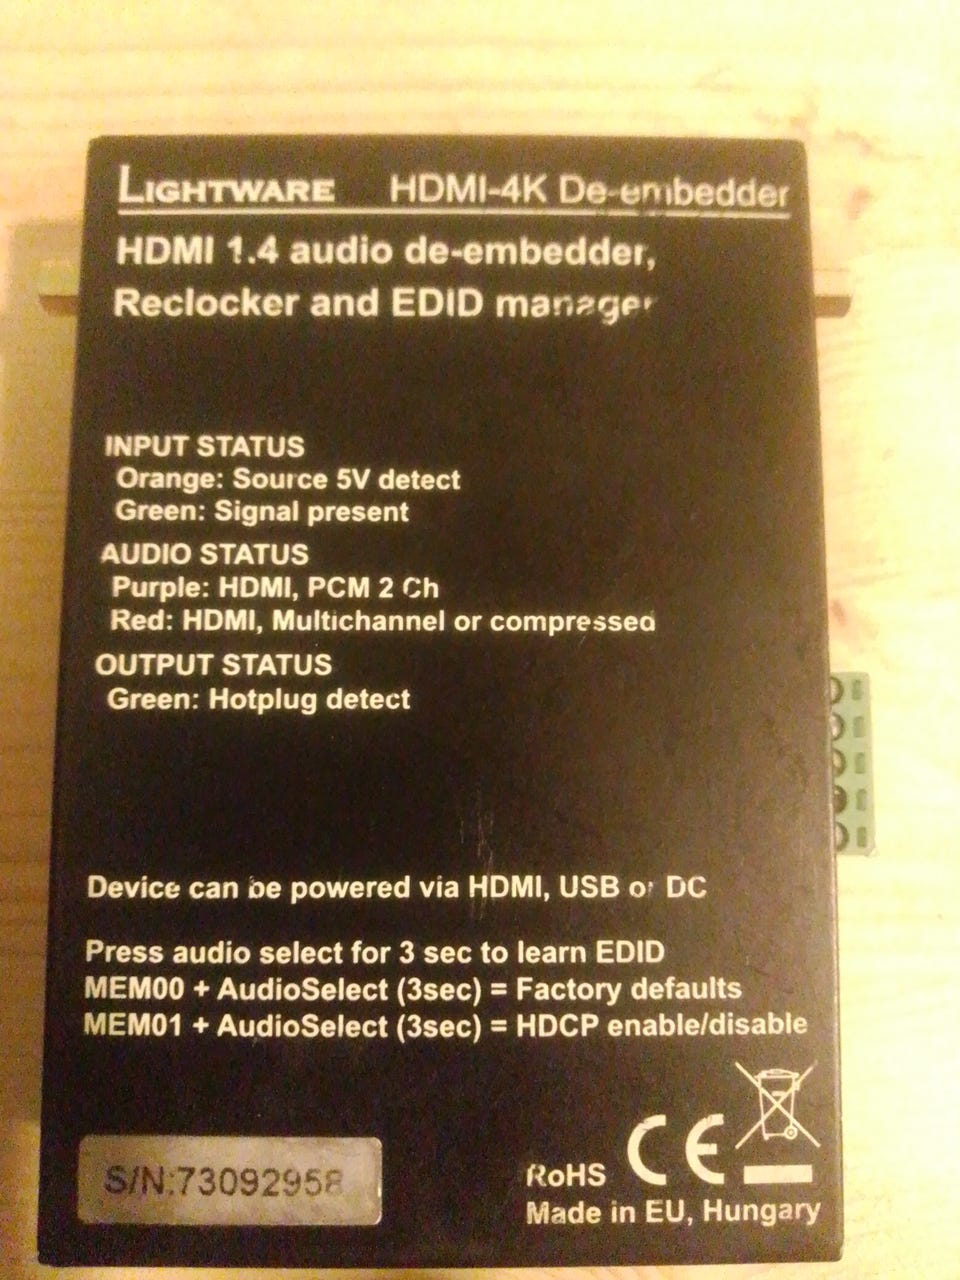 LIGHTWARE HDMI-4K De-embedder
HDMI 1.4 audio de-embedder,
Reclocker and EDID manager
INPUT STATUS
Orange: Source 5V detect
Green: Signal present
AUDIO STATUS
Purple: HDMI, PCM 2 Ch
Red: HDMI, Multichannel or compressed
OUTPUT STATUS
Green: Hotplug detect
Device can be powered via HDMI, USB or DC
Press audio select for 3 sec to learn EDID
MEM00 + AudioSelect (3sec) = Factory defaults
MEM01 + AudioSelect (3sec) = HDCP enable/disable
S/N:73092958
RoHS CE
Made in EU, Hungary